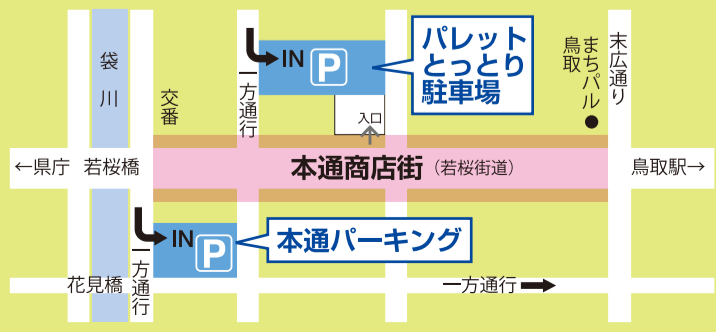 袋川
交番
一方通行
IN P
パレット
とっとり
駐車場
鳥取
まちパル
●
末広通り
入口
←県庁
若桜橋
本通商店街（若桜街道）
鳥取駅→
IN P
本通パーキング
一方通行
花見橋
一方通行